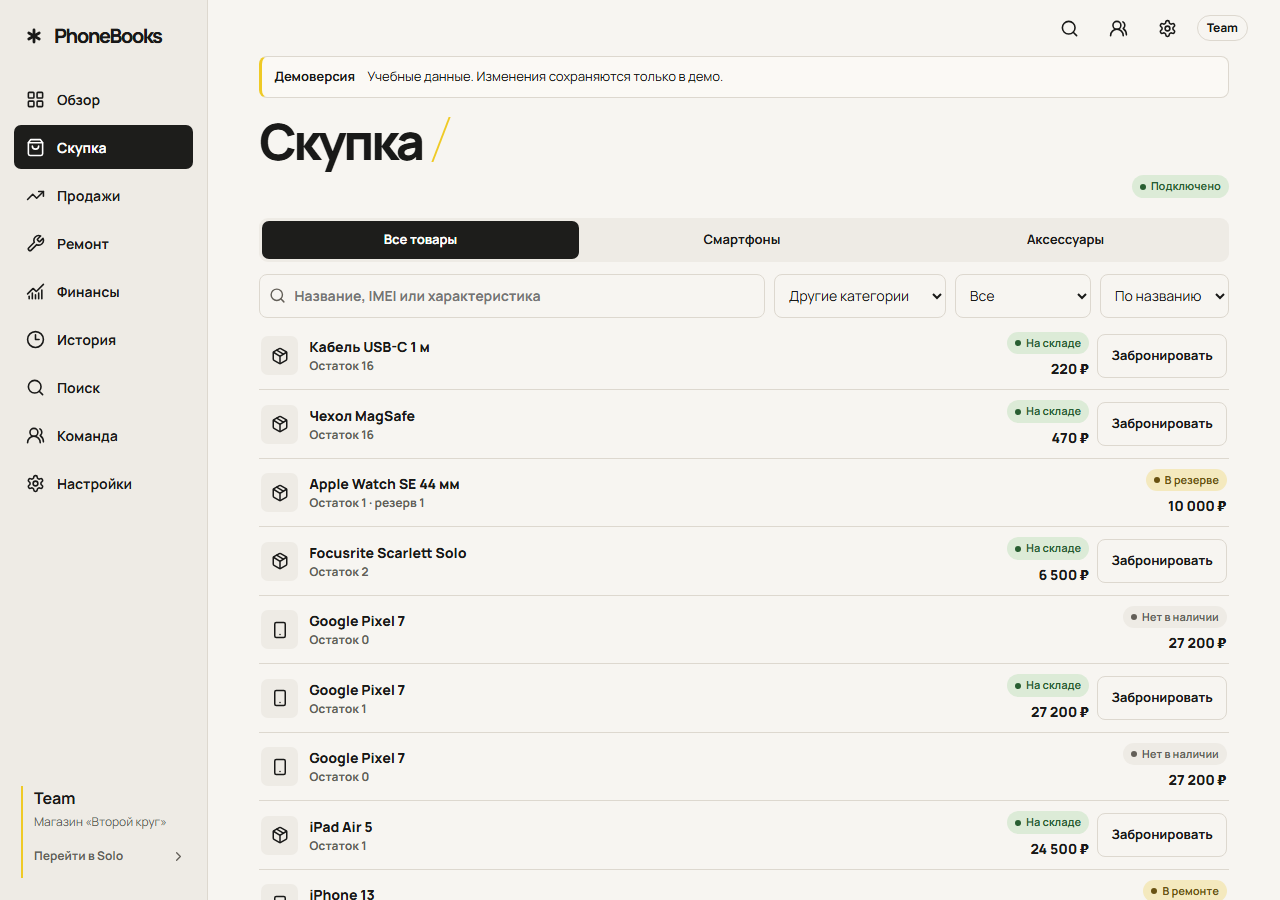 PhoneBooks
Team
Обзор
Скупка
Продажи
Ремонт
Финансы
История
Поиск
Команда
Настройки
Team
Магазин «Второй круг»
Перейти в Solo
Демоверсия Учебные данные. Изменения сохраняются только в демо.
Скупка /
Подключено
Все товары Смартфоны Аксессуары
Название, IMEI или характеристика Другие категории Все По названию
Кабель USB-C 1 м На складе
Остаток 16 220 ₽ Забронировать
Чехол MagSafe На складе
Остаток 16 470 ₽ Забронировать
Apple Watch SE 44 мм В резерве
Остаток 1 · резерв 1 10 000 ₽
Focusrite Scarlett Solo На складе
Остаток 2 6 500 ₽ Забронировать
Google Pixel 7 Нет в наличии
Остаток 0 27 200 ₽
Google Pixel 7 На складе
Остаток 1 27 200 ₽ Забронировать
Google Pixel 7 Нет в наличии
Остаток 0 27 200 ₽
iPad Air 5 На складе
Остаток 1 24 500 ₽ Забронировать
iPhone 13 В ремонте